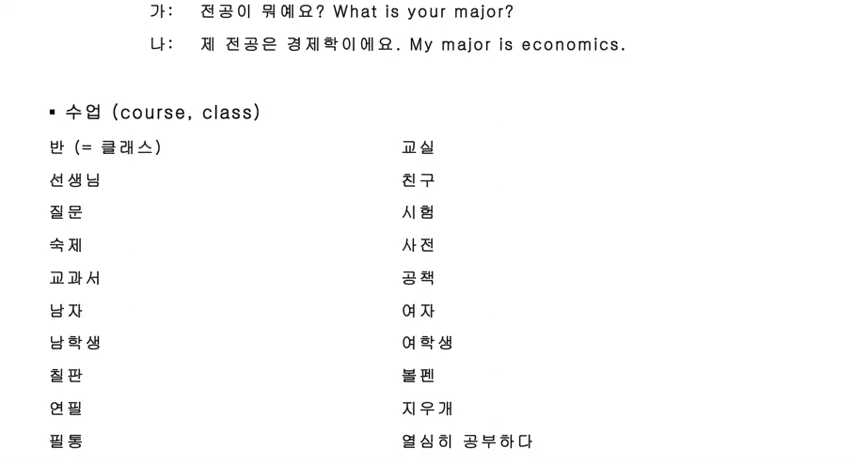 가: 전공이 뭐예요? What is your major?
나: 제 전공은 경제학이에요. My major is economics.
▪ 수업 (course, class)
반 (= 클래스) 교실
선생님 친구
질문 시험
숙제 사전
교과서 공책
남자 여자
남학생 여학생
칠판 볼펜
연필 지우개
필통 열심히 공부하다